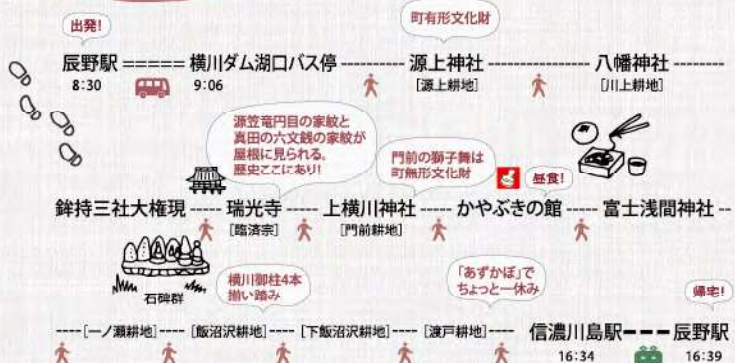 出発!
町有形文化財
辰野駅 横川ダム湖口バス停 源上神社 八幡神社
8:30 9:06 [源上耕地] [川上耕地]
源笠竜円目の家紋と
真田の六文銭の家紋が
屋根に見られる。
歴史ここにあり!
門前の獅子舞は
町無形文化財
昼食!
鉾持三社大権現 瑞光寺 上横川神社 かやぶきの館 富士浅間神社
[臨済宗] [門前耕地]
石碑群
横川御柱4本
揃い踏み
「あずかぼ」で
ちょっと一休み
帰宅!
[一ノ瀬耕地] [飯沼沢耕地] [下飯沼沢耕地] [渡戸耕地] 信濃川島駅 辰野駅
16:34 16:39